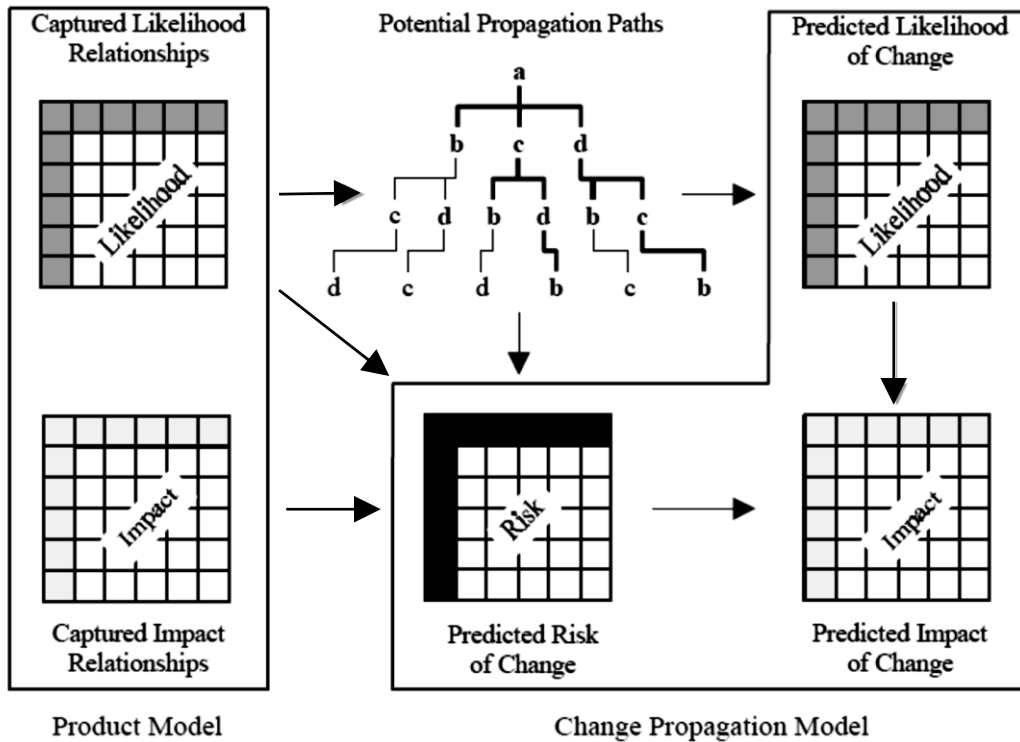 Captured Likelihood
Relationships
Likelihood
Impact
Captured Impact
Relationships
Product Model
Potential Propagation Paths
a
b c d
c d b d b c
d c d b c b
Predicted Likelihood
of Change
Likelihood
Risk
Predicted Risk
of Change
Impact
Predicted Impact
of Change
Change Propagation Model